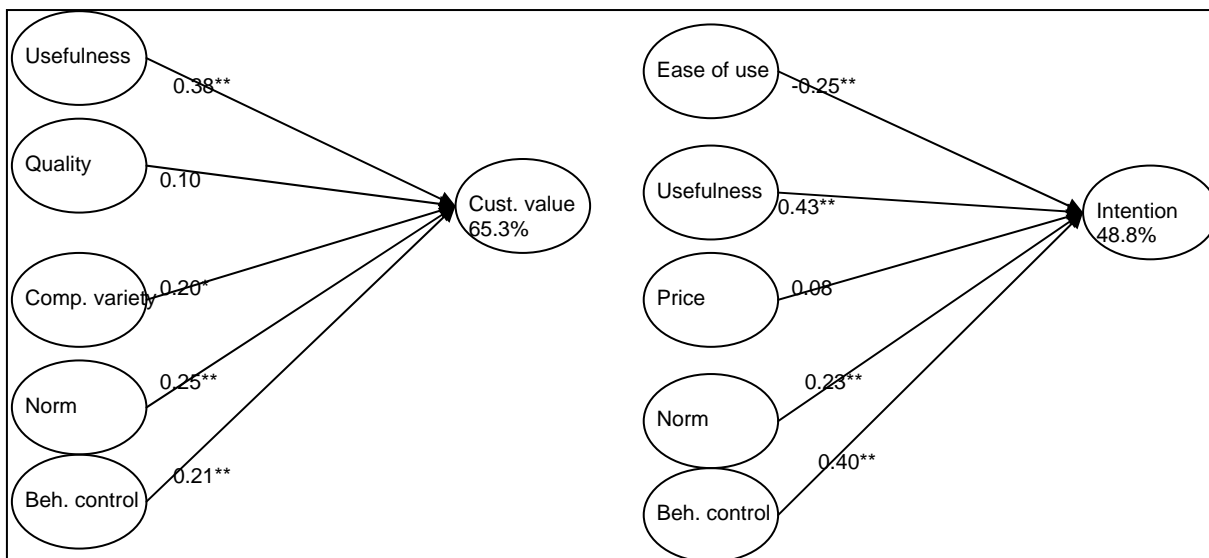 Usefulness
0.38**
Quality
0.10
Comp. variety
0.20*
Norm
0.25**
Beh. control
0.21**
Cust. value
65.3%
Ease of use
-0.25**
Usefulness
0.43**
Price
0.08
Norm
0.23**
Beh. control
0.40**
Intention
48.8%